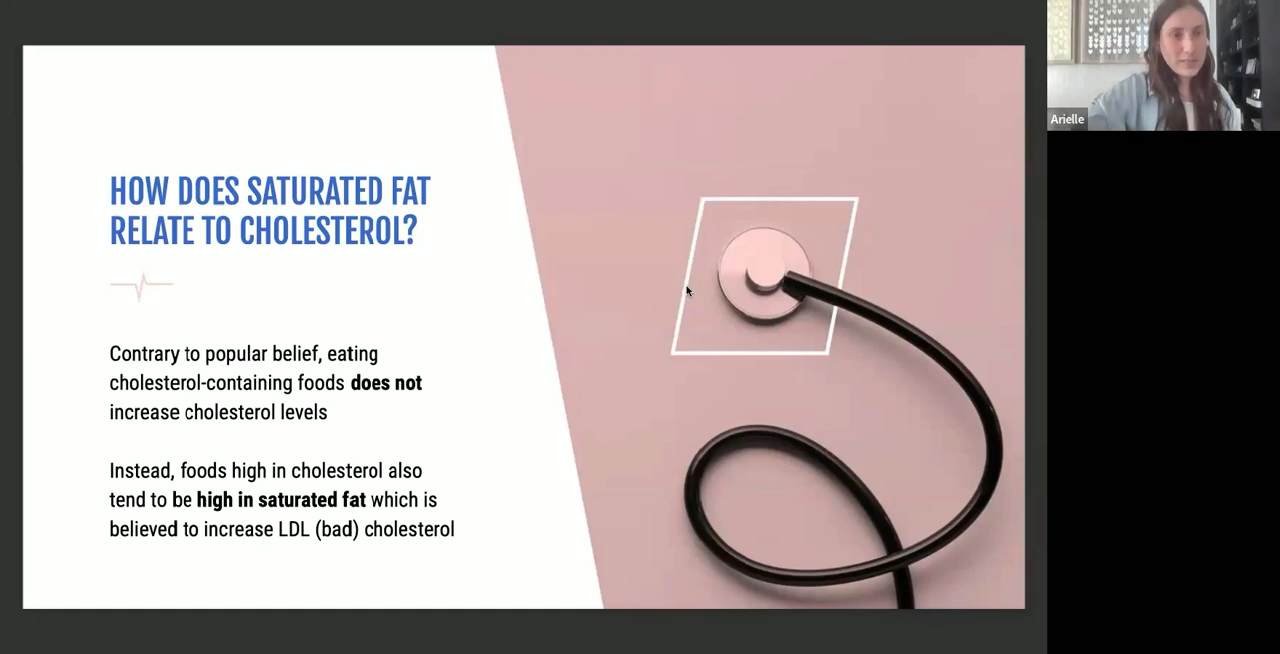 HOW DOES SATURATED FAT
RELATE TO CHOLESTEROL?
Contrary to popular belief, eating
cholesterol-containing foods does not
increase cholesterol levels
Instead, foods high in cholesterol also
tend to be high in saturated fat which is
believed to increase LDL (bad) cholesterol
Arielle